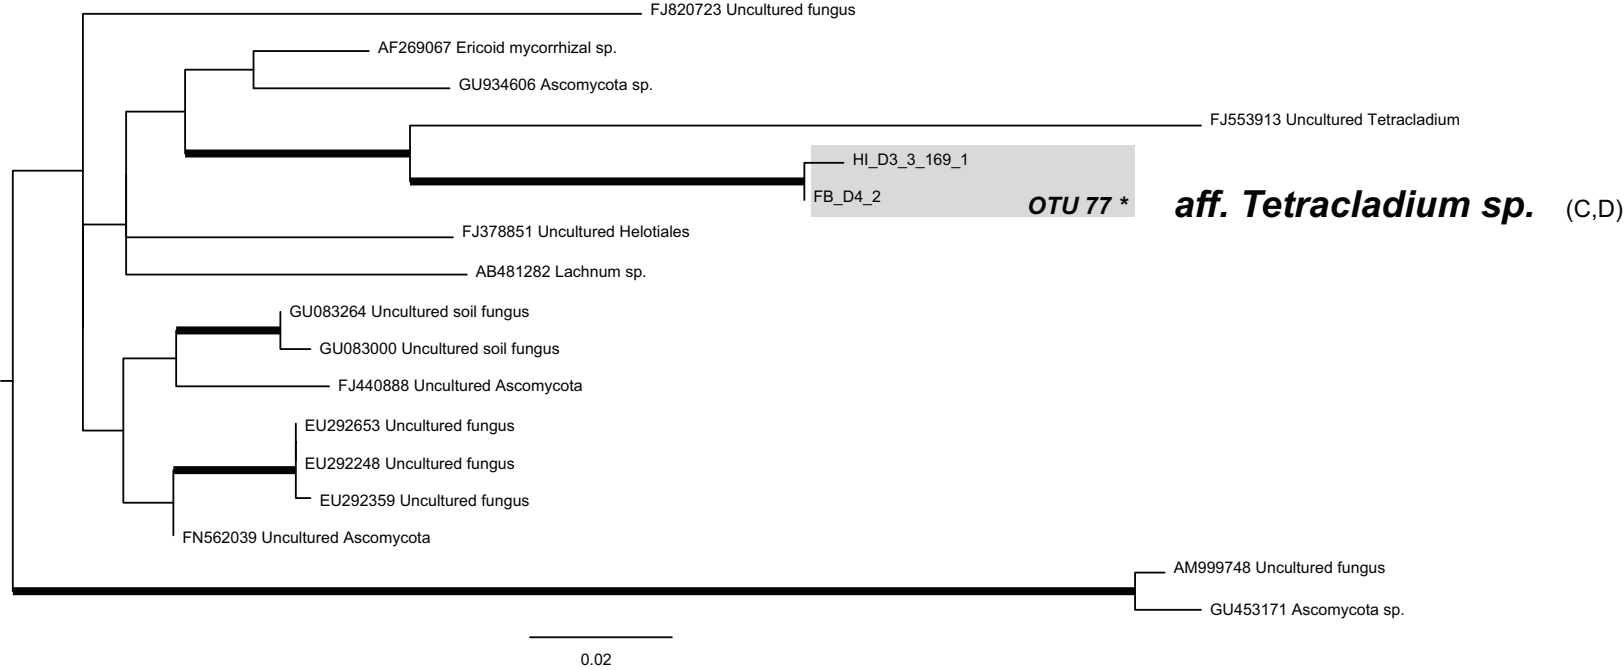 FJ820723 Uncultured fungus
AF269067 Ericoid mycorrhizal sp.
GU934606 Ascomycota sp.
FJ553913 Uncultured Tetracladium
HI_D3_3_169_1
FB_D4_2
OTU 77 * aff. Tetracladium sp. (C,D)
FJ378851 Uncultured Helotiales
AB481282 Lachnum sp.
GU083264 Uncultured soil fungus
GU083000 Uncultured soil fungus
FJ440888 Uncultured Ascomycota
EU292653 Uncultured fungus
EU292248 Uncultured fungus
EU292359 Uncultured fungus
FN562039 Uncultured Ascomycota
AM999748 Uncultured fungus
GU453171 Ascomycota sp.
0.02